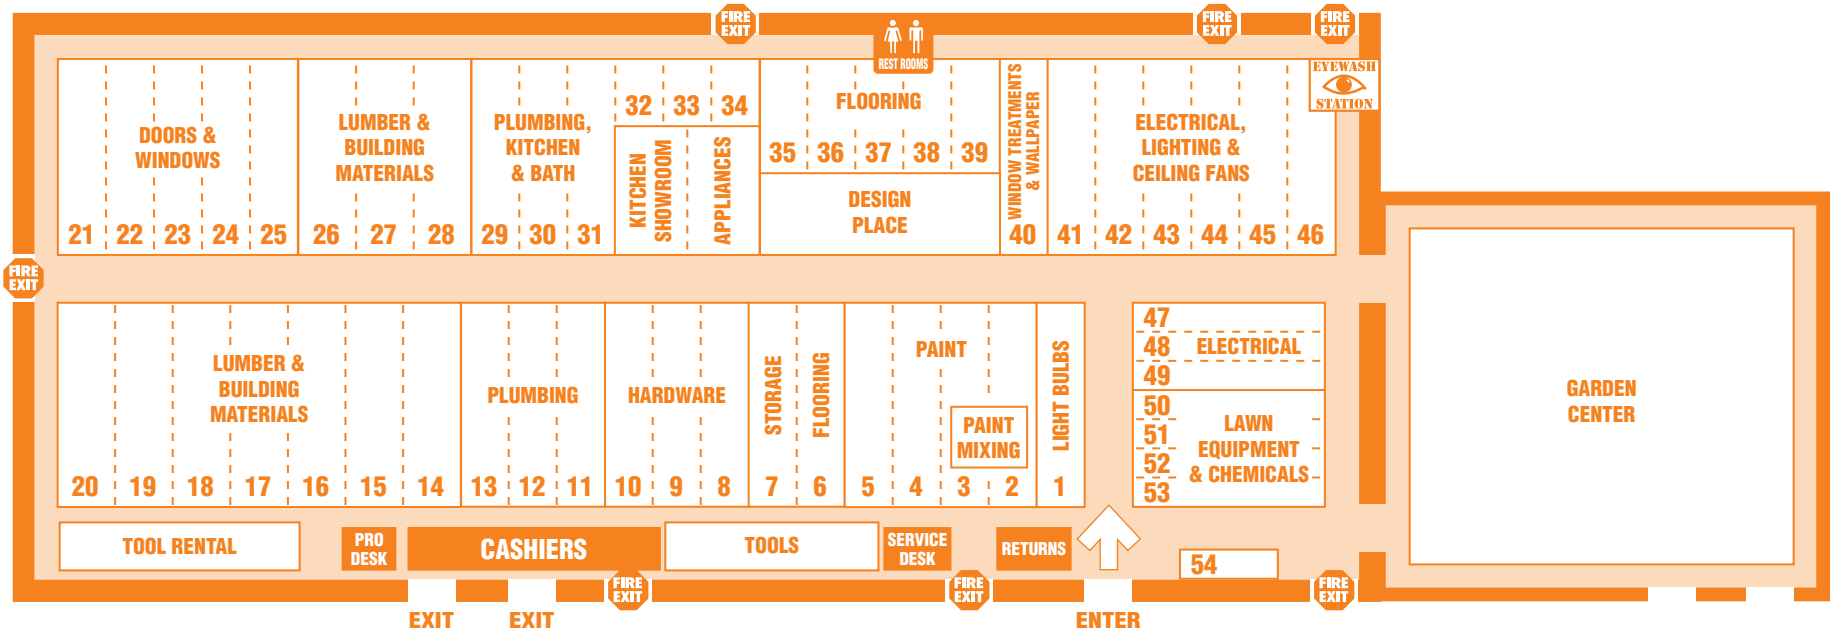 FIRE
EXIT
FIRE
EXIT
FIRE
EXIT
REST ROOMS
EYEWASH
STATION
DOORS &
WINDOWS
21 22 23 24 25
LUMBER &
BUILDING
MATERIALS
26 27 28
PLUMBING,
KITCHEN
& BATH
29 30 31
32 33 34
KITCHEN
SHOWROOM
APPLIANCES
FLOORING
35 36 37 38 39
DESIGN
PLACE
WINDOW TREATMENTS
& WALLPAPER
40
ELECTRICAL,
LIGHTING &
CEILING FANS
41 42 43 44 45 46
FIRE
EXIT
LUMBER &
BUILDING
MATERIALS
20 19 18 17 16 15 14
PLUMBING
13 12 11
HARDWARE
10 9 8
STORAGE
7
FLOORING
6
PAINT
PAINT
MIXING
5 4 3 2
LIGHT BULBS
1
47
48 ELECTRICAL
49
50
51
52
53
LAWN
EQUIPMENT
& CHEMICALS
GARDEN
CENTER
TOOL RENTAL
PRO
DESK
CASHIERS
TOOLS
SERVICE
DESK
RETURNS
54
FIRE
EXIT
FIRE
EXIT
FIRE
EXIT
EXIT
EXIT
ENTER